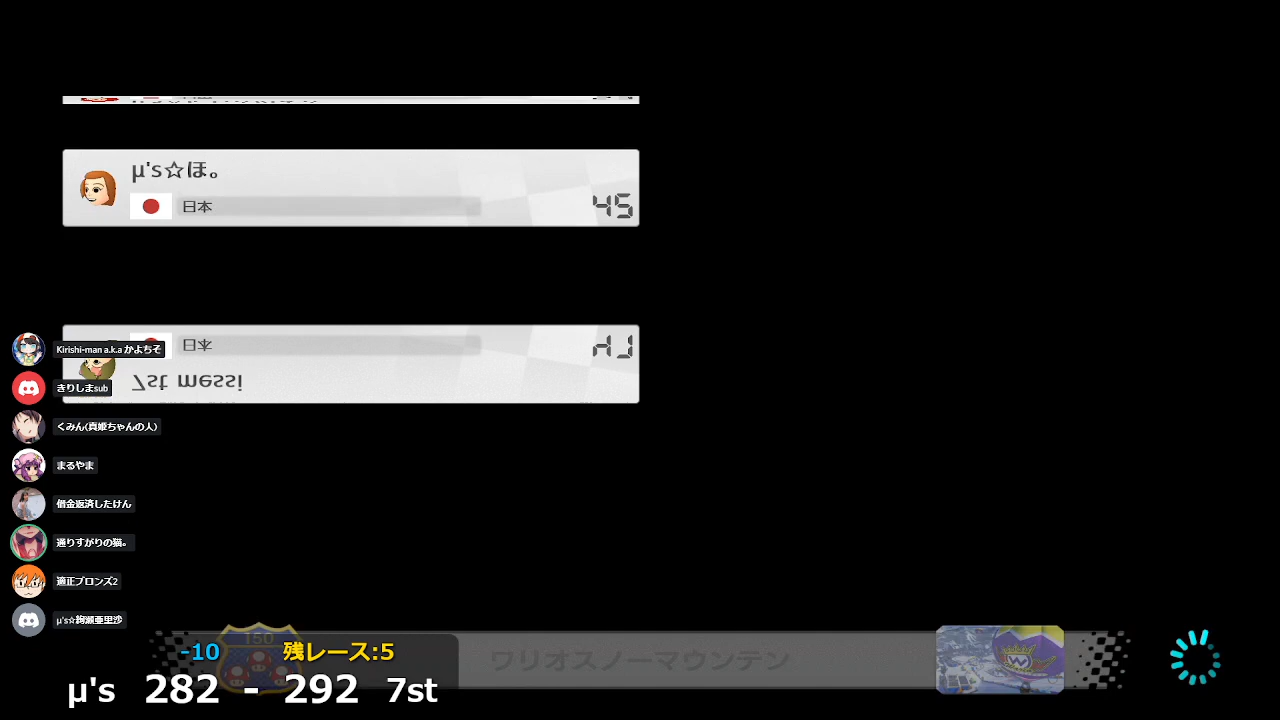 μ's☆ほ。
日本
45
日本
7st messi
Kirishi-man a.k.a かよちそ
きりしまsub
くみん(真姫ちゃんの人)
まるやま
借金返済したけん
通りすがりの猫。
適正ブロンズ2
μ's☆絢瀬亜里沙
150
-10 残レース:5
ワリオスノーマウンテン
μ's 282 - 292 7st